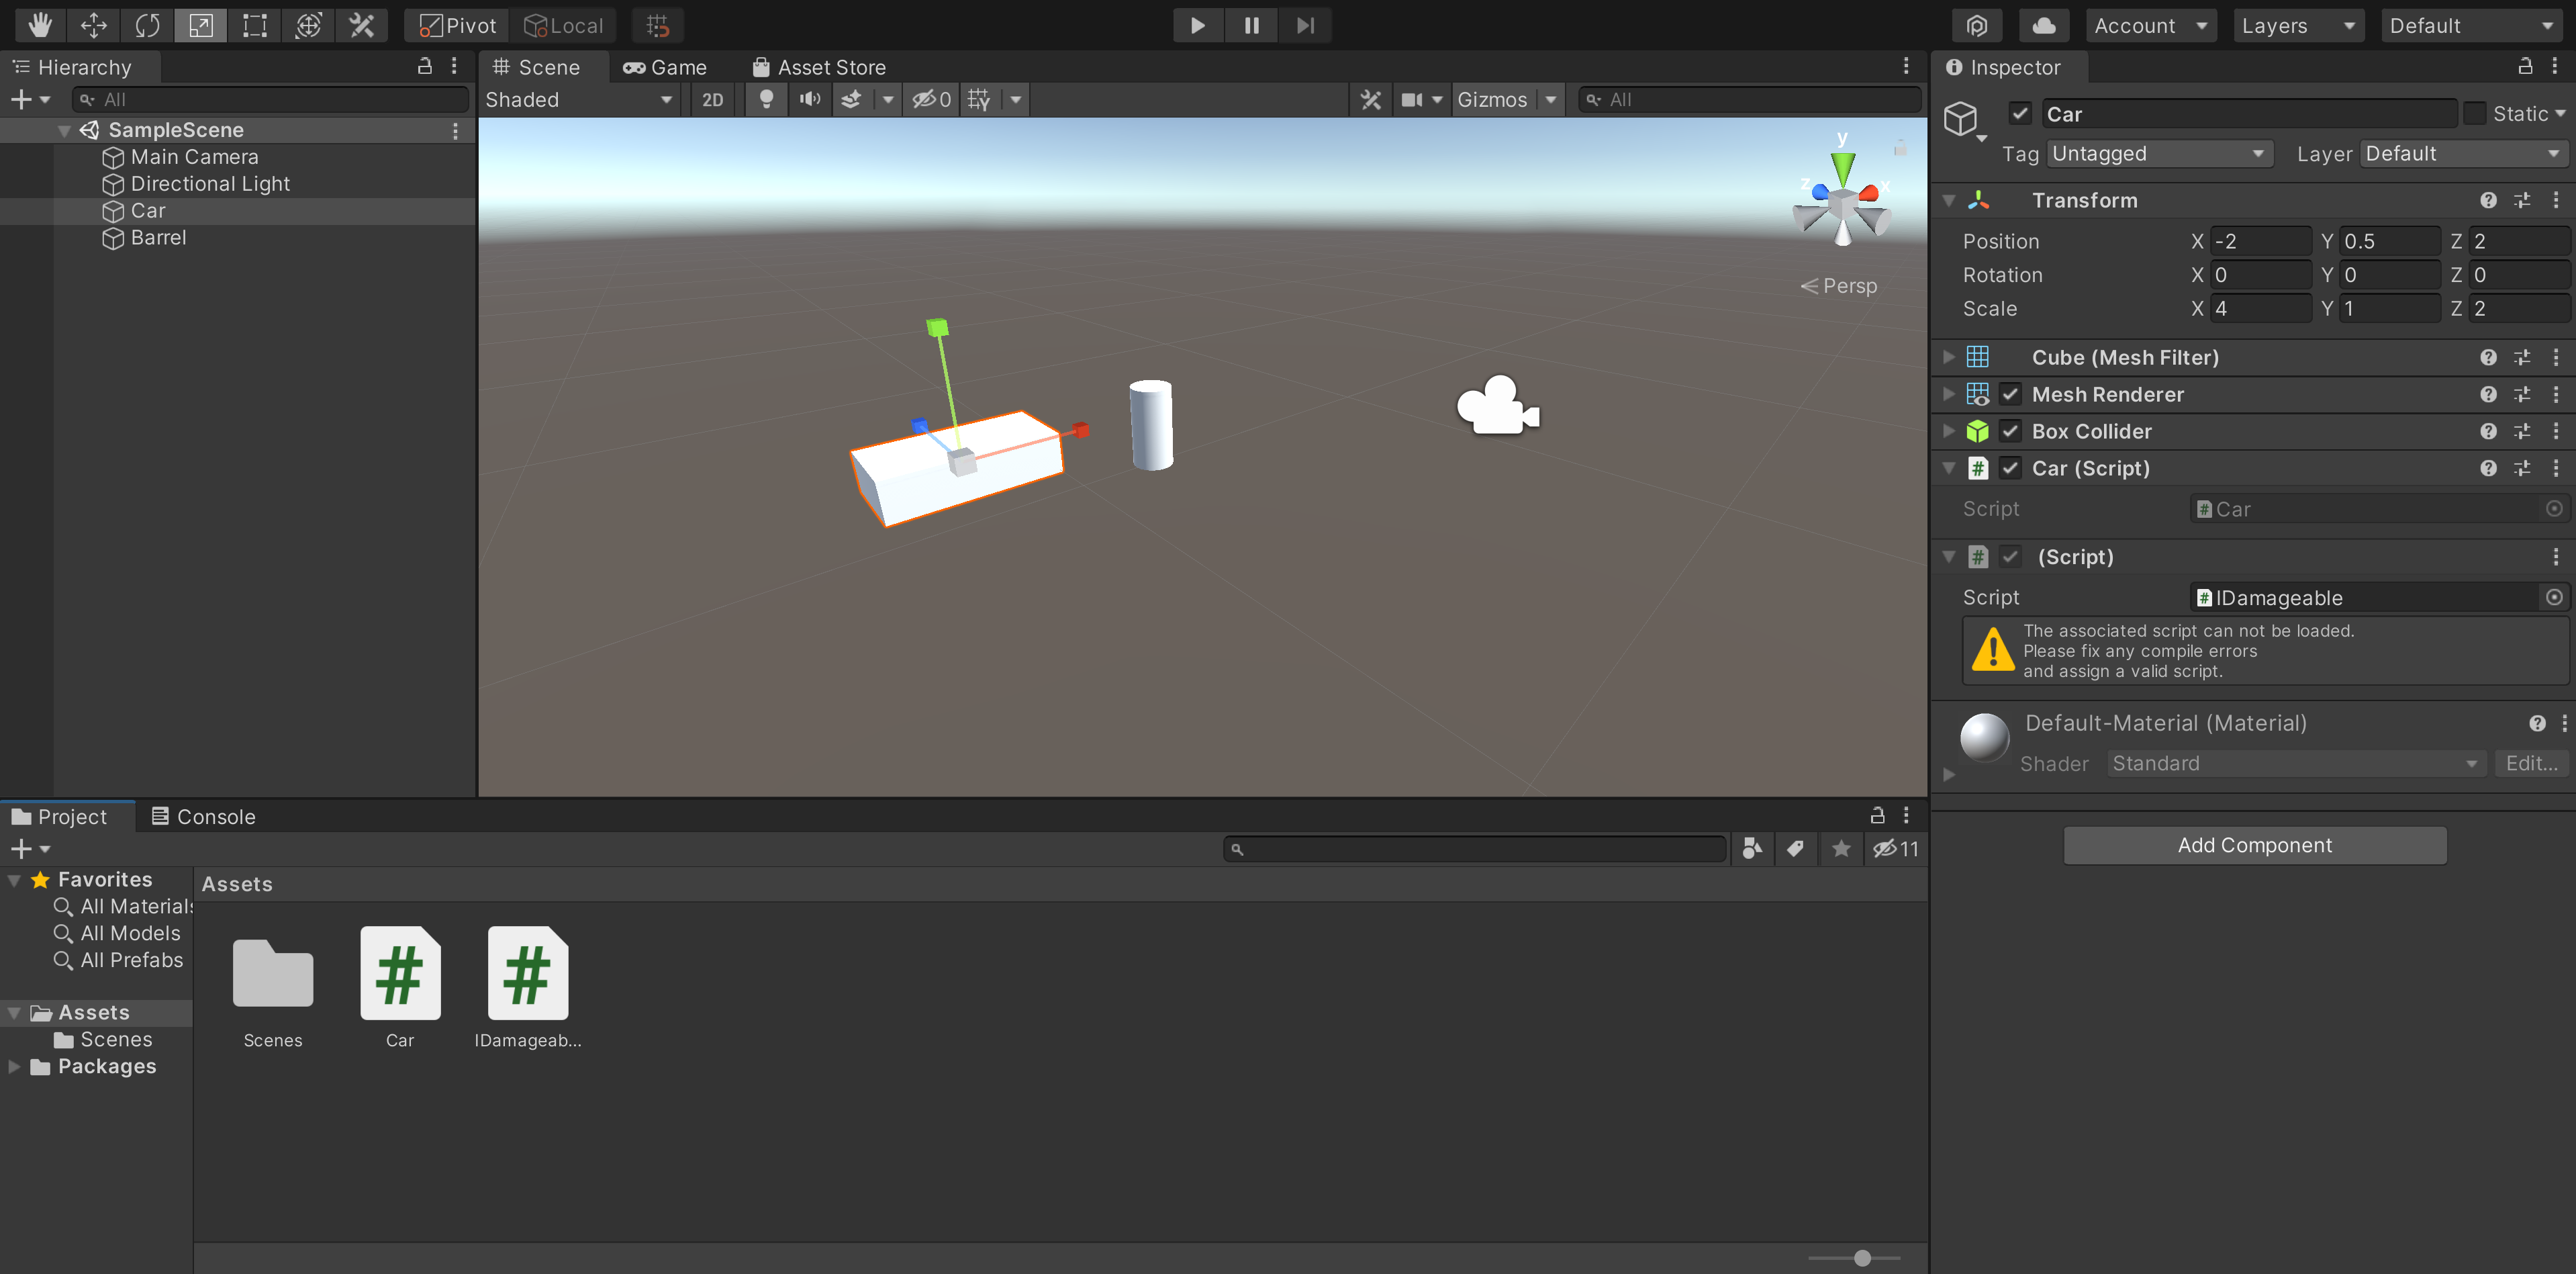 Pivot Local Account Layers Default
Hierarchy
All
SampleScene
Main Camera
Directional Light
Car
Barrel
Scene Game Asset Store
Shaded 2D 0 Gizmos All
y
z x
Persp
Inspector
Car Static
Tag Untagged Layer Default
Transform
Position X -2 Y 0.5 Z 2
Rotation X 0 Y 0 Z 0
Scale X 4 Y 1 Z 2
Cube (Mesh Filter)
Mesh Renderer
Box Collider
# Car (Script)
Script # Car
# (Script)
Script # IDamageable
The associated script can not be loaded.
Please fix any compile errors
and assign a valid script.
Default-Material (Material)
Shader Standard Edit...
Add Component
Project Console
11
Favorites
All Materials
All Models
All Prefabs
Assets
Scenes
Packages
Assets
# #
Scenes Car IDamageab...